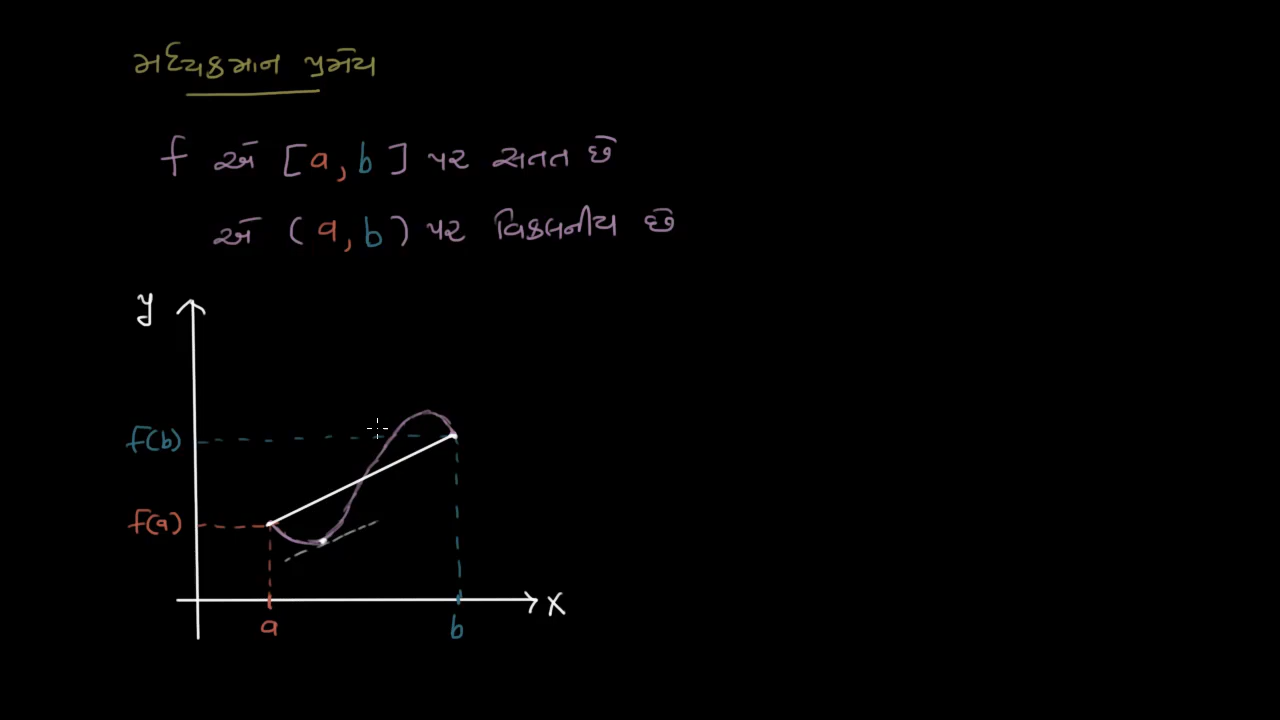 મધ્યકમાન પ્રમેય
f એ [a, b] પર સતત છે
એ (a, b) પર વિકલનીય છે
y
f(b)
f(a)
x
a
b